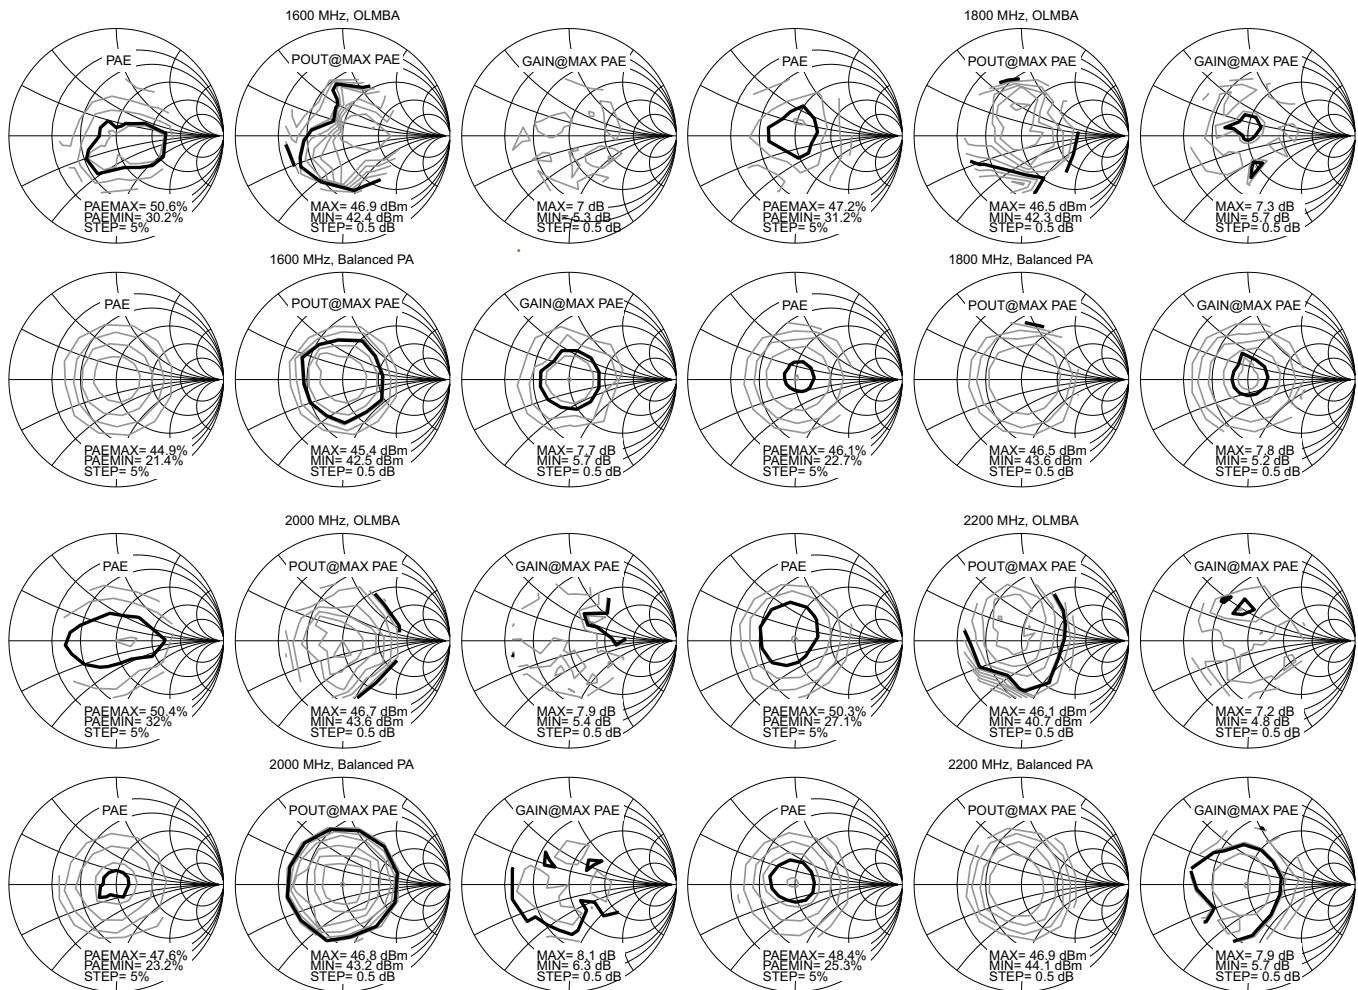 1600 MHz, OLMBA
PAE
PAEMAX= 50.6%
PAEMIN= 30.2%
STEP= 5%
POUT@MAX PAE
MAX= 46.9 dBm
MIN= 42.4 dBm
STEP= 0.5 dB
GAIN@MAX PAE
MAX= 7 dB
MIN= 5.3 dB
STEP= 0.5 dB
1800 MHz, OLMBA
PAE
PAEMAX= 47.2%
PAEMIN= 31.2%
STEP= 5%
POUT@MAX PAE
MAX= 46.5 dBm
MIN= 42.3 dBm
STEP= 0.5 dB
GAIN@MAX PAE
MAX= 7.3 dB
MIN= 5.7 dB
STEP= 0.5 dB
1600 MHz, Balanced PA
PAE
PAEMAX= 44.9%
PAEMIN= 21.4%
STEP= 5%
POUT@MAX PAE
MAX= 45.4 dBm
MIN= 42.5 dBm
STEP= 0.5 dB
GAIN@MAX PAE
MAX= 7.7 dB
MIN= 5.7 dB
STEP= 0.5 dB
1800 MHz, Balanced PA
PAE
PAEMAX= 46.1%
PAEMIN= 22.7%
STEP= 5%
POUT@MAX PAE
MAX= 46.5 dBm
MIN= 43.6 dBm
STEP= 0.5 dB
GAIN@MAX PAE
MAX= 7.8 dB
MIN= 5.2 dB
STEP= 0.5 dB
2000 MHz, OLMBA
PAE
PAEMAX= 50.4%
PAEMIN= 32%
STEP= 5%
POUT@MAX PAE
MAX= 46.7 dBm
MIN= 43.6 dBm
STEP= 0.5 dB
GAIN@MAX PAE
MAX= 7.9 dB
MIN= 5.4 dB
STEP= 0.5 dB
2200 MHz, OLMBA
PAE
PAEMAX= 50.3%
PAEMIN= 27.1%
STEP= 5%
POUT@MAX PAE
MAX= 46.1 dBm
MIN= 40.7 dBm
STEP= 0.5 dB
GAIN@MAX PAE
MAX= 7.2 dB
MIN= 4.8 dB
STEP= 0.5 dB
2000 MHz, Balanced PA
PAE
PAEMAX= 47.6%
PAEMIN= 23.2%
STEP= 5%
POUT@MAX PAE
MAX= 46.8 dBm
MIN= 43.2 dBm
STEP= 0.5 dB
GAIN@MAX PAE
MAX= 8.1 dB
MIN= 6.3 dB
STEP= 0.5 dB
2200 MHz, Balanced PA
PAE
PAEMAX= 48.4%
PAEMIN= 25.3%
STEP= 5%
POUT@MAX PAE
MAX= 46.9 dBm
MIN= 44.1 dBm
STEP= 0.5 dB
GAIN@MAX PAE
MAX= 7.9 dB
MIN= 5.7 dB
STEP= 0.5 dB